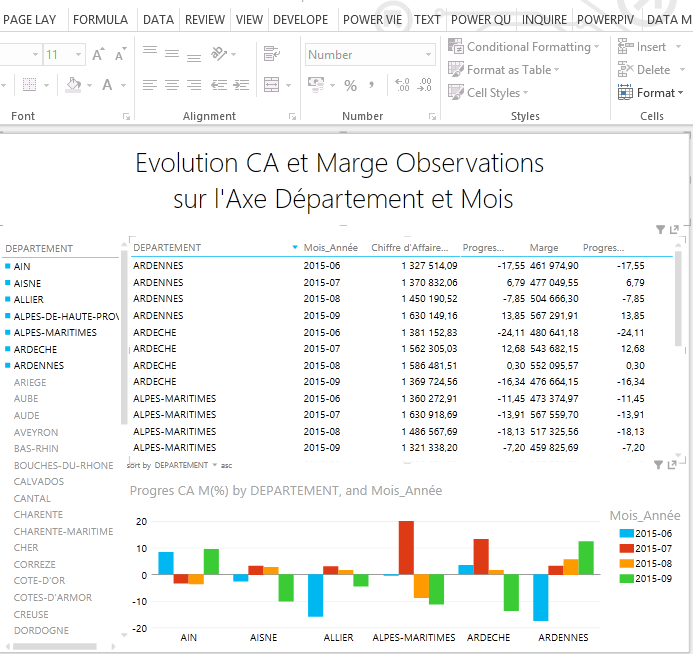 PAGE LAY FORMULA DATA REVIEW VIEW DEVELOPE POWER VIE TEXT POWER QU INQUIRE POWERPIV DATA M
11 A A Number Conditional Formatting Insert
Format as Table Delete
A % , ←.0 .00 .00 →.0 Cell Styles Format
Font Alignment Number Styles Cells
Evolution CA et Marge Observations
sur l'Axe Département et Mois
DEPARTEMENT
AIN
AISNE
ALLIER
ALPES-DE-HAUTE-PROV
ALPES-MARITIMES
ARDECHE
ARDENNES
ARIEGE
AUBE
AUDE
AVEYRON
BAS-RHIN
BOUCHES-DU-RHONE
CALVADOS
CANTAL
CHARENTE
CHARENTE-MARITIME
CHER
CORREZE
COTE-D'OR
COTES-D'ARMOR
CREUSE
DORDOGNE
DEPARTEMENT Mois_Année Chiffre d'Affaire... Progres... Marge Progres...
ARDENNES 2015-06 1 327 514,09 -17,55 461 974,90 -17,55
ARDENNES 2015-07 1 370 832,06 6,79 477 049,55 6,79
ARDENNES 2015-08 1 450 190,52 -7,85 504 666,30 -7,85
ARDENNES 2015-09 1 630 149,16 13,85 567 291,91 13,85
ARDECHE 2015-06 1 381 152,83 -24,11 480 641,18 -24,11
ARDECHE 2015-07 1 562 305,03 12,68 543 682,15 12,68
ARDECHE 2015-08 1 586 481,51 0,30 552 095,57 0,30
ARDECHE 2015-09 1 369 724,56 -16,34 476 664,15 -16,34
ALPES-MARITIMES 2015-06 1 360 272,91 -11,45 473 374,97 -11,45
ALPES-MARITIMES 2015-07 1 630 918,69 -13,91 567 559,70 -13,91
ALPES-MARITIMES 2015-08 1 486 567,69 -18,13 517 325,56 -18,13
ALPES-MARITIMES 2015-09 1 321 338,20 -7,20 459 825,69 -7,20
sort by DEPARTEMENT asc
Progres CA M(%) by DEPARTEMENT, and Mois_Année
Mois_Année
2015-06
2015-07
2015-08
2015-09
20
10
0
-10
-20
AIN AISNE ALLIER ALPES-MARITIMES ARDECHE ARDENNES